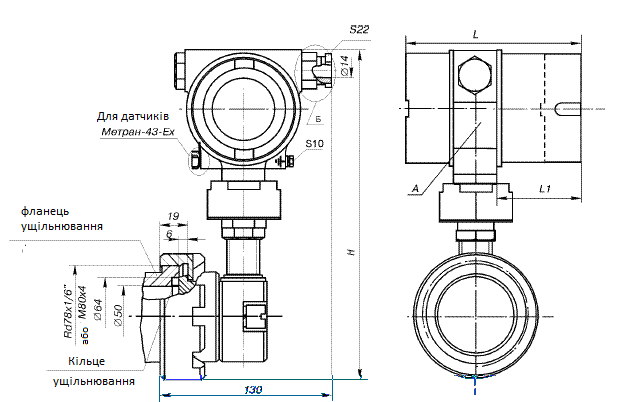 S22
L
Ø14
Для датчиків
Метран-43-Ех
Б
S10
А
L1
19
фланець
ущільнювання
6
H
Rd78x1/6"
або М80х4
Ø64
Ø50
Кільце
ущільнювання
130